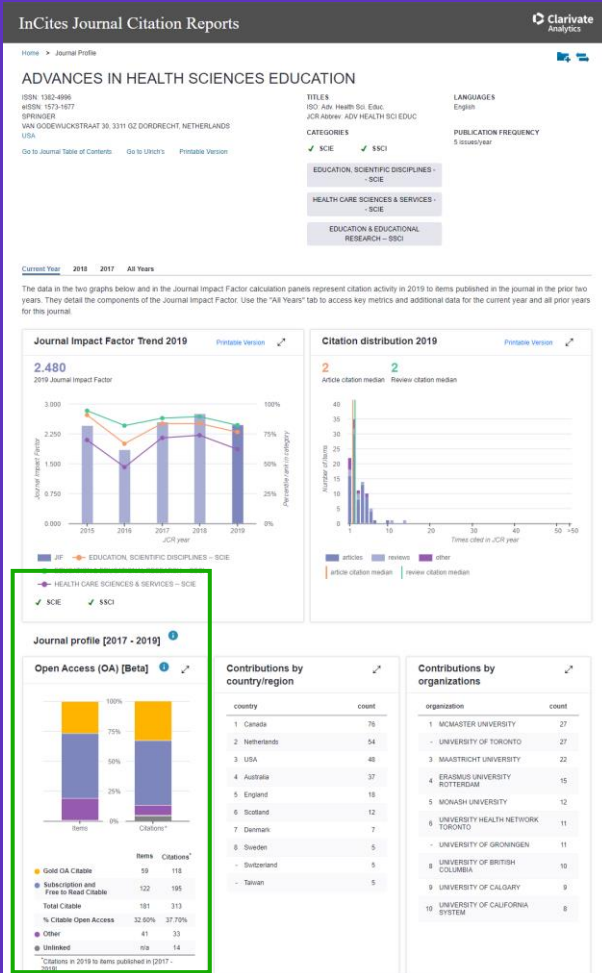 InCites Journal Citation Reports
Clarivate
Analytics
Home > Journal Profile
ADVANCES IN HEALTH SCIENCES EDUCATION
ISSN: 1382-4996
eISSN: 1573-1677
SPRINGER
VAN GODEWIJCKSTRAAT 30, 3311 GZ DORDRECHT, NETHERLANDS
USA
Go to Journal Table of Contents Go to Ulrich's Printable Version
TITLES
ISO: Adv. Health Sci. Educ.
JCR Abbrev: ADV HEALTH SCI EDUC
CATEGORIES
✓ SCIE ✓ SSCI
EDUCATION, SCIENTIFIC DISCIPLINES -
- SCIE
HEALTH CARE SCIENCES & SERVICES -
- SCIE
EDUCATION & EDUCATIONAL
RESEARCH -- SSCI
LANGUAGES
English
PUBLICATION FREQUENCY
5 issues/year
Current Year 2018 2017 All Years
The data in the two graphs below and in the Journal Impact Factor calculation panels represent citation activity in 2019 to items published in the journal in the prior two
years. They detail the components of the Journal Impact Factor. Use the "All Years" tab to access key metrics and additional data for the current year and all prior years
for this journal.
Journal Impact Factor Trend 2019 Printable Version
2.480
2019 Journal Impact Factor
3.000 100%
2.250 75%
1.500 50%
0.750 25%
0.000 0%
Journal Impact Factor
Percentile rank in category
2015 2016 2017 2018 2019
JCR year
JIF EDUCATION, SCIENTIFIC DISCIPLINES -- SCIE
HEALTH CARE SCIENCES & SERVICES -- SCIE
✓ SCIE ✓ SSCI
Citation distribution 2019 Printable Version
2 2
Article citation median Review citation median
40
35
30
25
20
15
10
5
0
Number of items
1 10 20 30 40 50 >50
Times cited in JCR year
articles reviews other
article citation median review citation median
Journal profile [2017 - 2019]
Open Access (OA) [Beta]
100%
75%
50%
25%
0%
Items Citations*
Items Citations*
Gold OA Citable 59 118
Subscription and
Free to Read Citable 122 195
Total Citable 181 313
% Citable Open Access 32.60% 37.70%
Other 41 33
Unlinked n/a 14
*Citations in 2019 to items published in [2017 -
2019]
Contributions by
country/region
country count
1 Canada 76
2 Netherlands 54
3 USA 48
4 Australia 37
5 England 18
6 Scotland 12
7 Denmark 7
8 Sweden 5
- Switzerland 5
- Taiwan 5
Contributions by
organizations
organization count
1 MCMASTER UNIVERSITY 27
- UNIVERSITY OF TORONTO 27
3 MAASTRICHT UNIVERSITY 22
4 ERASMUS UNIVERSITY
ROTTERDAM 15
5 MONASH UNIVERSITY 12
6 UNIVERSITY HEALTH NETWORK
TORONTO 11
- UNIVERSITY OF GRONINGEN 11
8 UNIVERSITY OF BRITISH
COLUMBIA 10
9 UNIVERSITY OF CALGARY 9
10 UNIVERSITY OF CALIFORNIA
SYSTEM 8